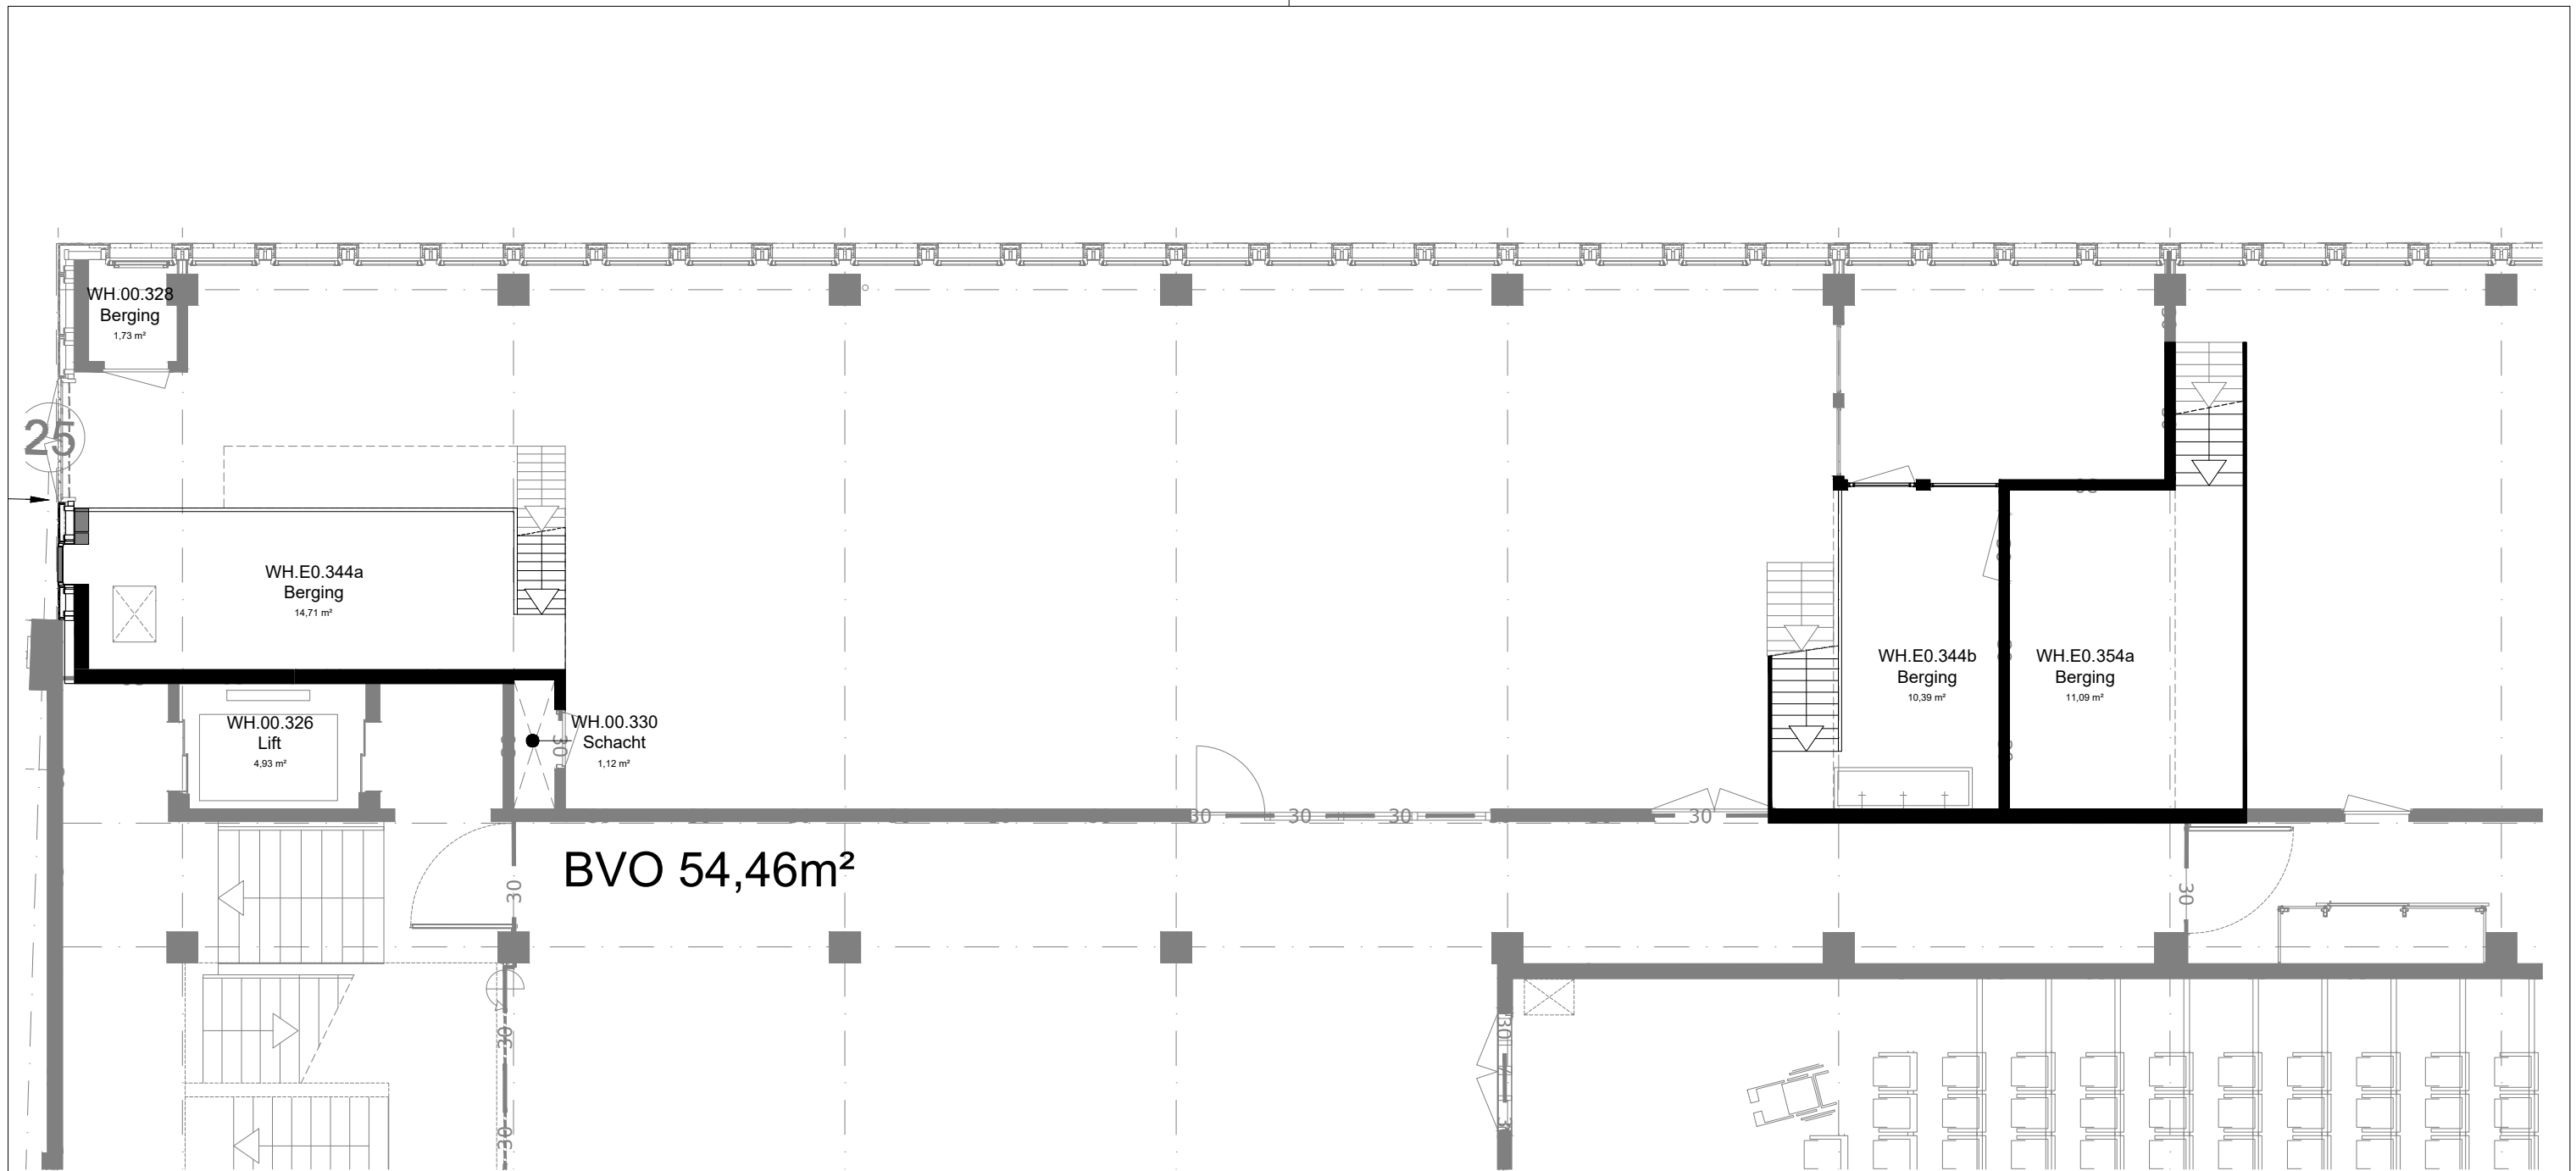 WH.00.328
Berging
1,73 m²
25
WH.E0.344a
Berging
14,71 m²
WH.E0.344b
Berging
10,39 m²
WH.E0.354a
Berging
11,09 m²
WH.00.326
Lift
4,93 m²
WH.00.330
Schacht
1,12 m²
30
30
30
30
30
BVO 54,46m²
30
30
30
30
30